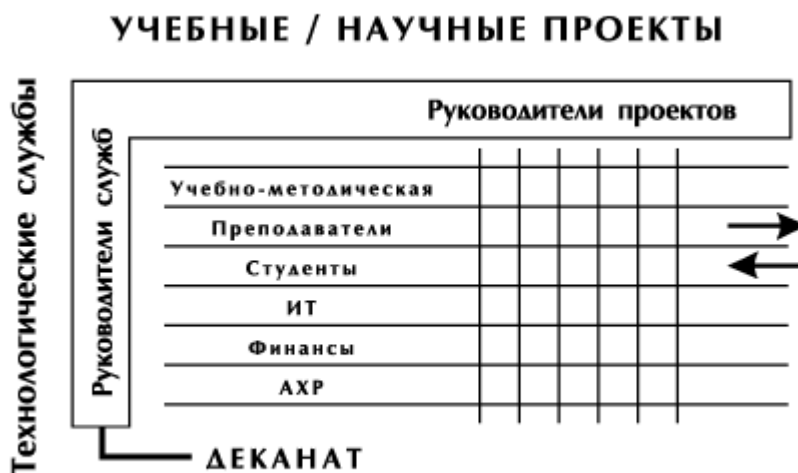 УЧЕБНЫЕ / НАУЧНЫЕ ПРОЕКТЫ
Технологические службы
Руководители проектов
Руководители служб
Учебно-методическая
Преподаватели
Студенты
ИТ
Финансы
АХР
ДЕКАНАТ